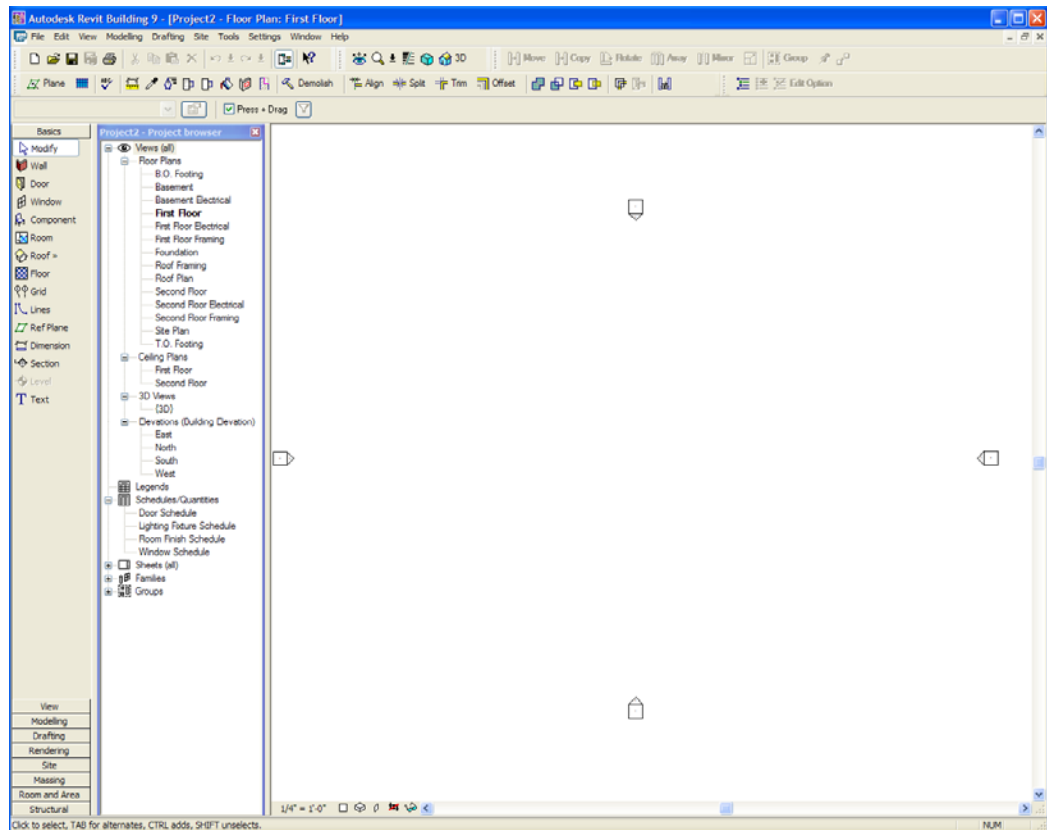 Autodesk Revit Building 9 - [Project2 - Floor Plan: First Floor]
File Edit View Modeling Drafting Site Tools Settings Window Help
3D Move Copy Rotate Array Mirror Group
Plane Demolish Align Split Trim Offset Edit Option
Press + Drag
Basics
Modify
Wall
Door
Window
Component
Room
Roof »
Floor
Grid
Lines
Ref Plane
Dimension
Section
Level
Text
View
Modeling
Drafting
Rendering
Site
Massing
Room and Area
Structural
Project2 - Project browser
Views (all)
Floor Plans
B.O. Footing
Basement
Basement Electrical
First Floor
First Floor Electrical
First Floor Framing
Foundation
Roof Framing
Roof Plan
Second Floor
Second Floor Electrical
Second Floor Framing
Site Plan
T.O. Footing
Ceiling Plans
First Floor
Second Floor
3D Views
{3D}
Elevations (Building Elevation)
East
North
South
West
Legends
Schedules/Quantities
Door Schedule
Lighting Fixture Schedule
Room Finish Schedule
Window Schedule
Sheets (all)
Families
Groups
1/4" = 1'-0"
Click to select, TAB for alternates, CTRL adds, SHIFT unselects.
NUM